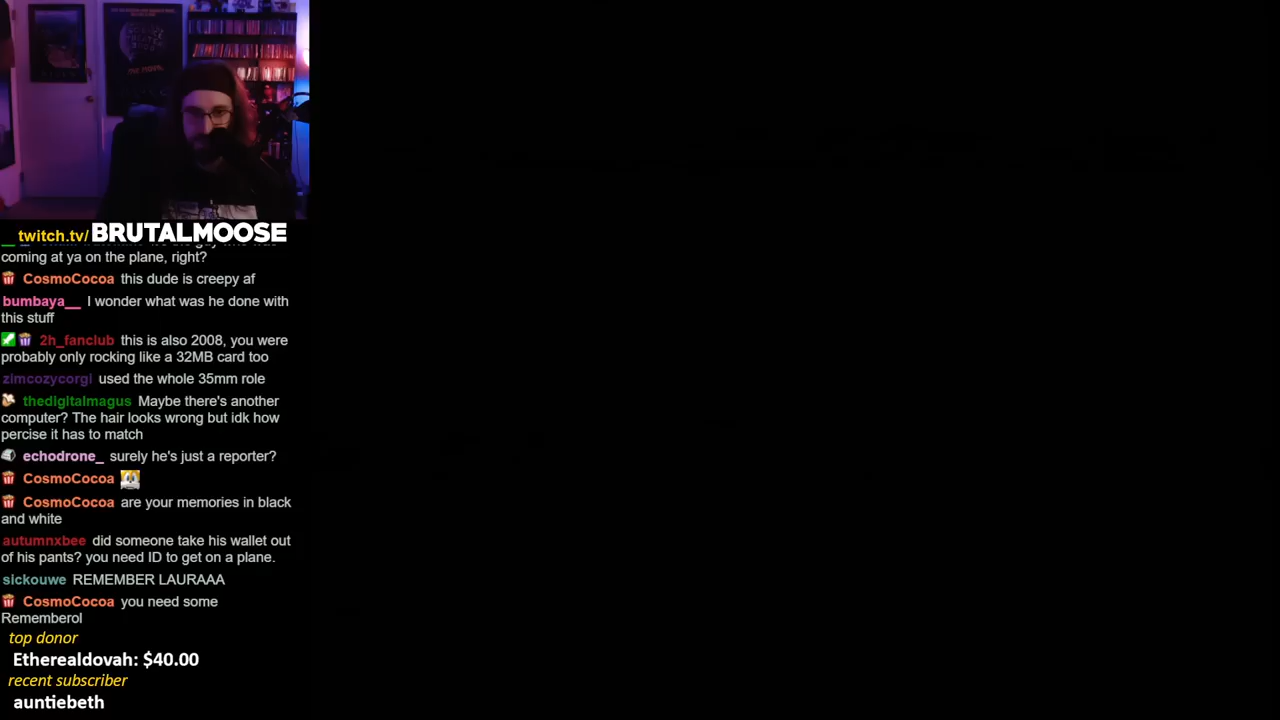 twitch.tv/BRUTALMOOSE
coming at ya on the plane, right?
CosmoCocoa this dude is creepy af
bumbaya__ I wonder what was he done with
this stuff
2h_fanclub this is also 2008, you were
probably only rocking like a 32MB card too
zimcozycorgi used the whole 35mm role
thedigitalmagus Maybe there's another
computer? The hair looks wrong but idk how
percise it has to match
echodrone_ surely he's just a reporter?
CosmoCocoa
CosmoCocoa are your memories in black
and white
autumnxbee did someone take his wallet out
of his pants? you need ID to get on a plane.
sickouwe REMEMBER LAURAAA
CosmoCocoa you need some
Rememberol
top donor
Etherealdovah: $40.00
recent subscriber
auntiebeth